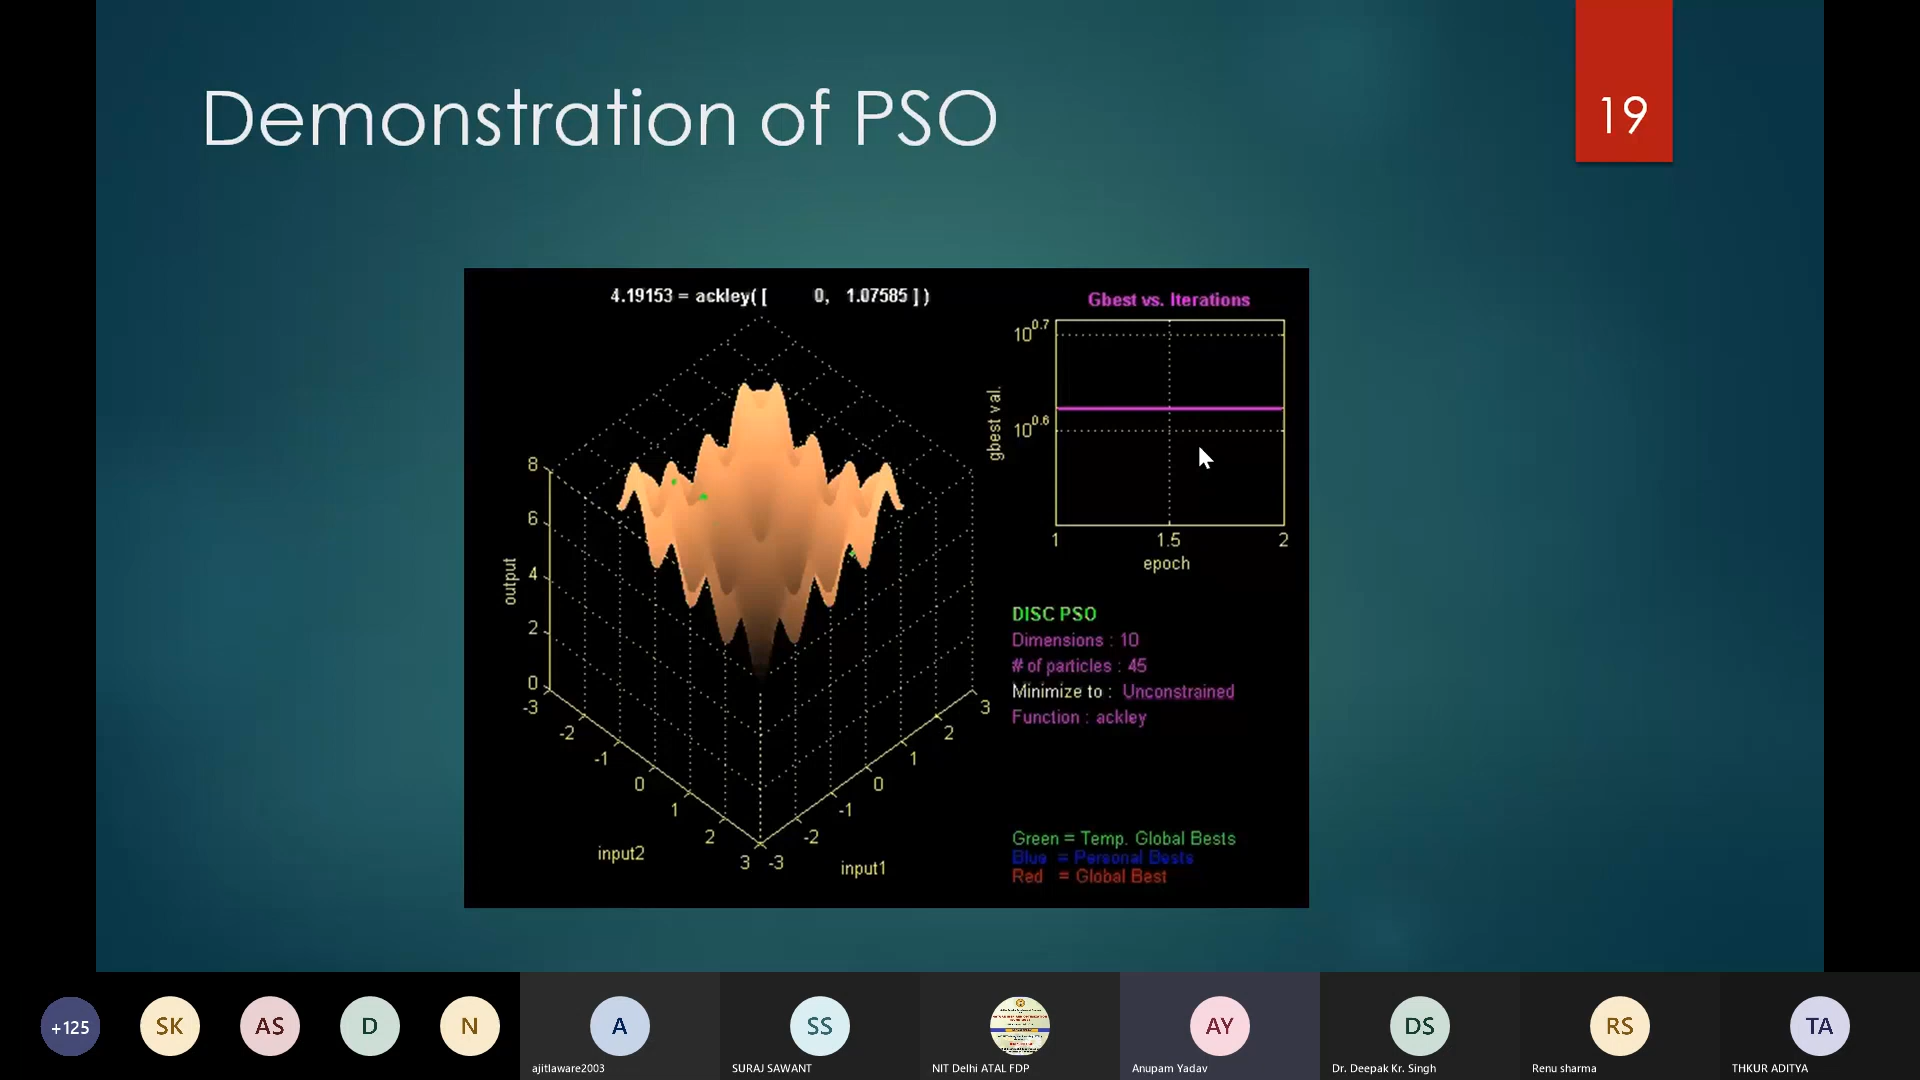 Demonstration of PSO
19
4.19153 = ackley( [ 0, 1.07585 ] )
Gbest vs. Iterations
10^0.7
10^0.6
gbest val.
1 1.5 2
epoch
8
6
4
2
0
output
-3
-2
-1
0
1
2
3
input2
-3
-2
-1
0
1
2
3
input1
DISC PSO
Dimensions : 10
# of particles : 45
Minimize to : Unconstrained
Function : ackley
Green = Temp. Global Bests
Blue = Personal Bests
Red = Global Best
+125
SK
AS
D
N
A
SS
AY
DS
RS
TA
ajitlaware2003
SURAJ SAWANT
NIT Delhi ATAL FDP
Anupam Yadav
Dr. Deepak Kr. Singh
Renu sharma
THKUR ADITYA